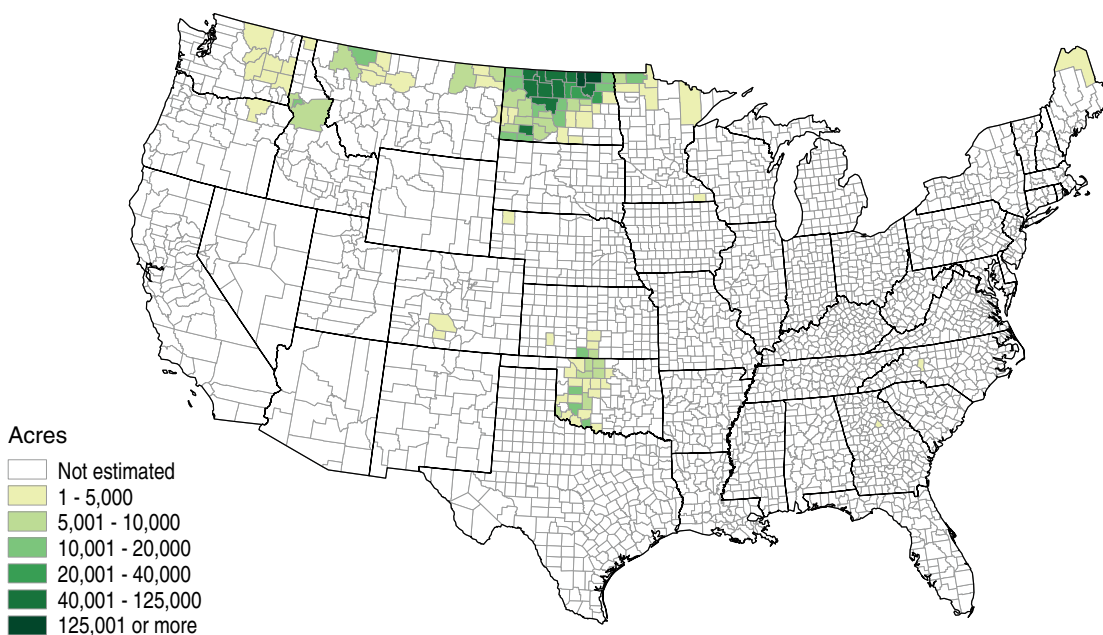 Acres
Not estimated
1 - 5,000
5,001 - 10,000
10,001 - 20,000
20,001 - 40,000
40,001 - 125,000
125,001 or more